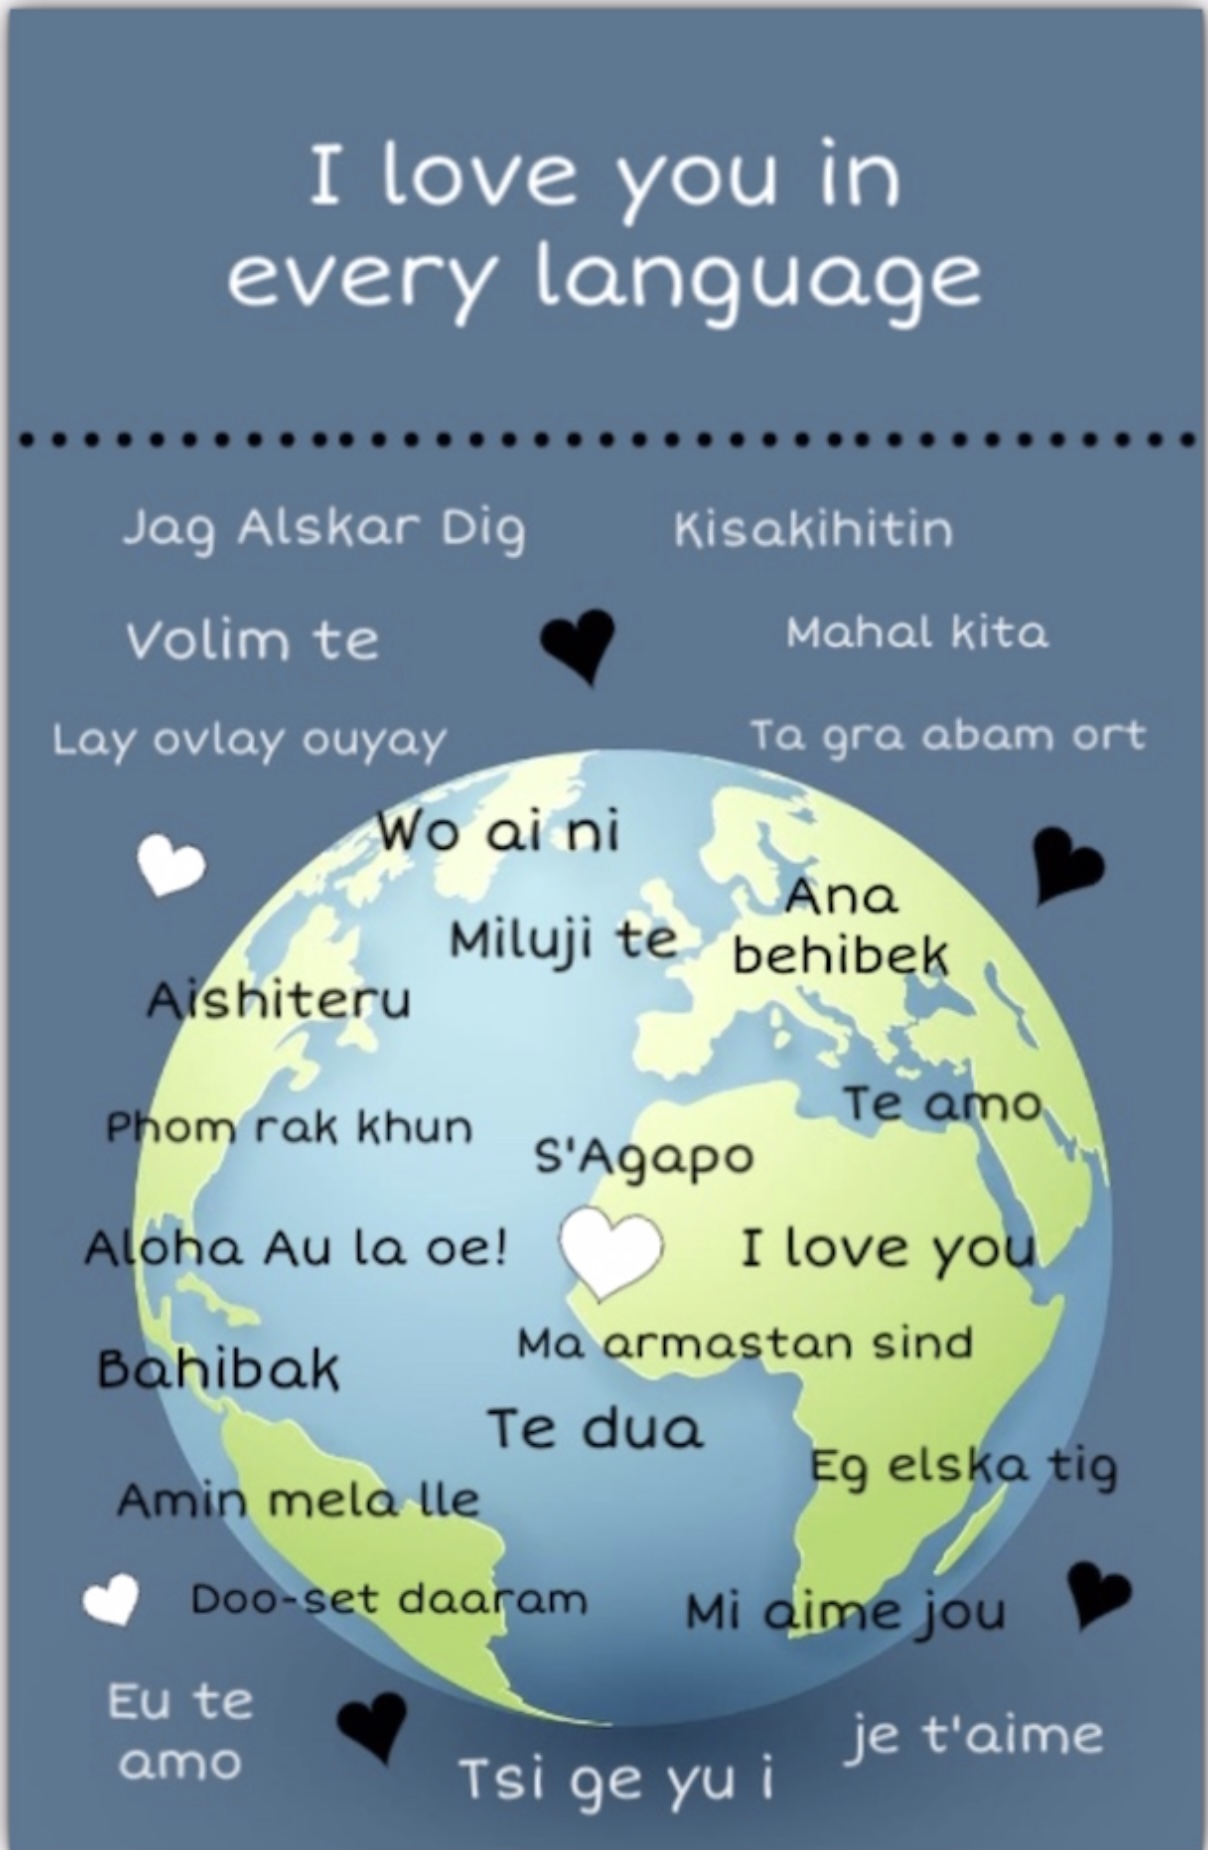 I love you in
every language
Jag Alskar Dig
Kisakihitin
Volim te
Mahal kita
Lay ovlay ouyay
Ta gra abam ort
Wo ai ni
Ana
behibek
Miluji te
Aishiteru
Te amo
Phom rak khun
S'Agapo
Aloha Au la oe!
I love you
Ma armastan sind
Bahibak
Te dua
Eg elska tig
Amin mela lle
Doo-set daaram
Mi aime jou
Eu te
amo
je t'aime
Tsi ge yu i